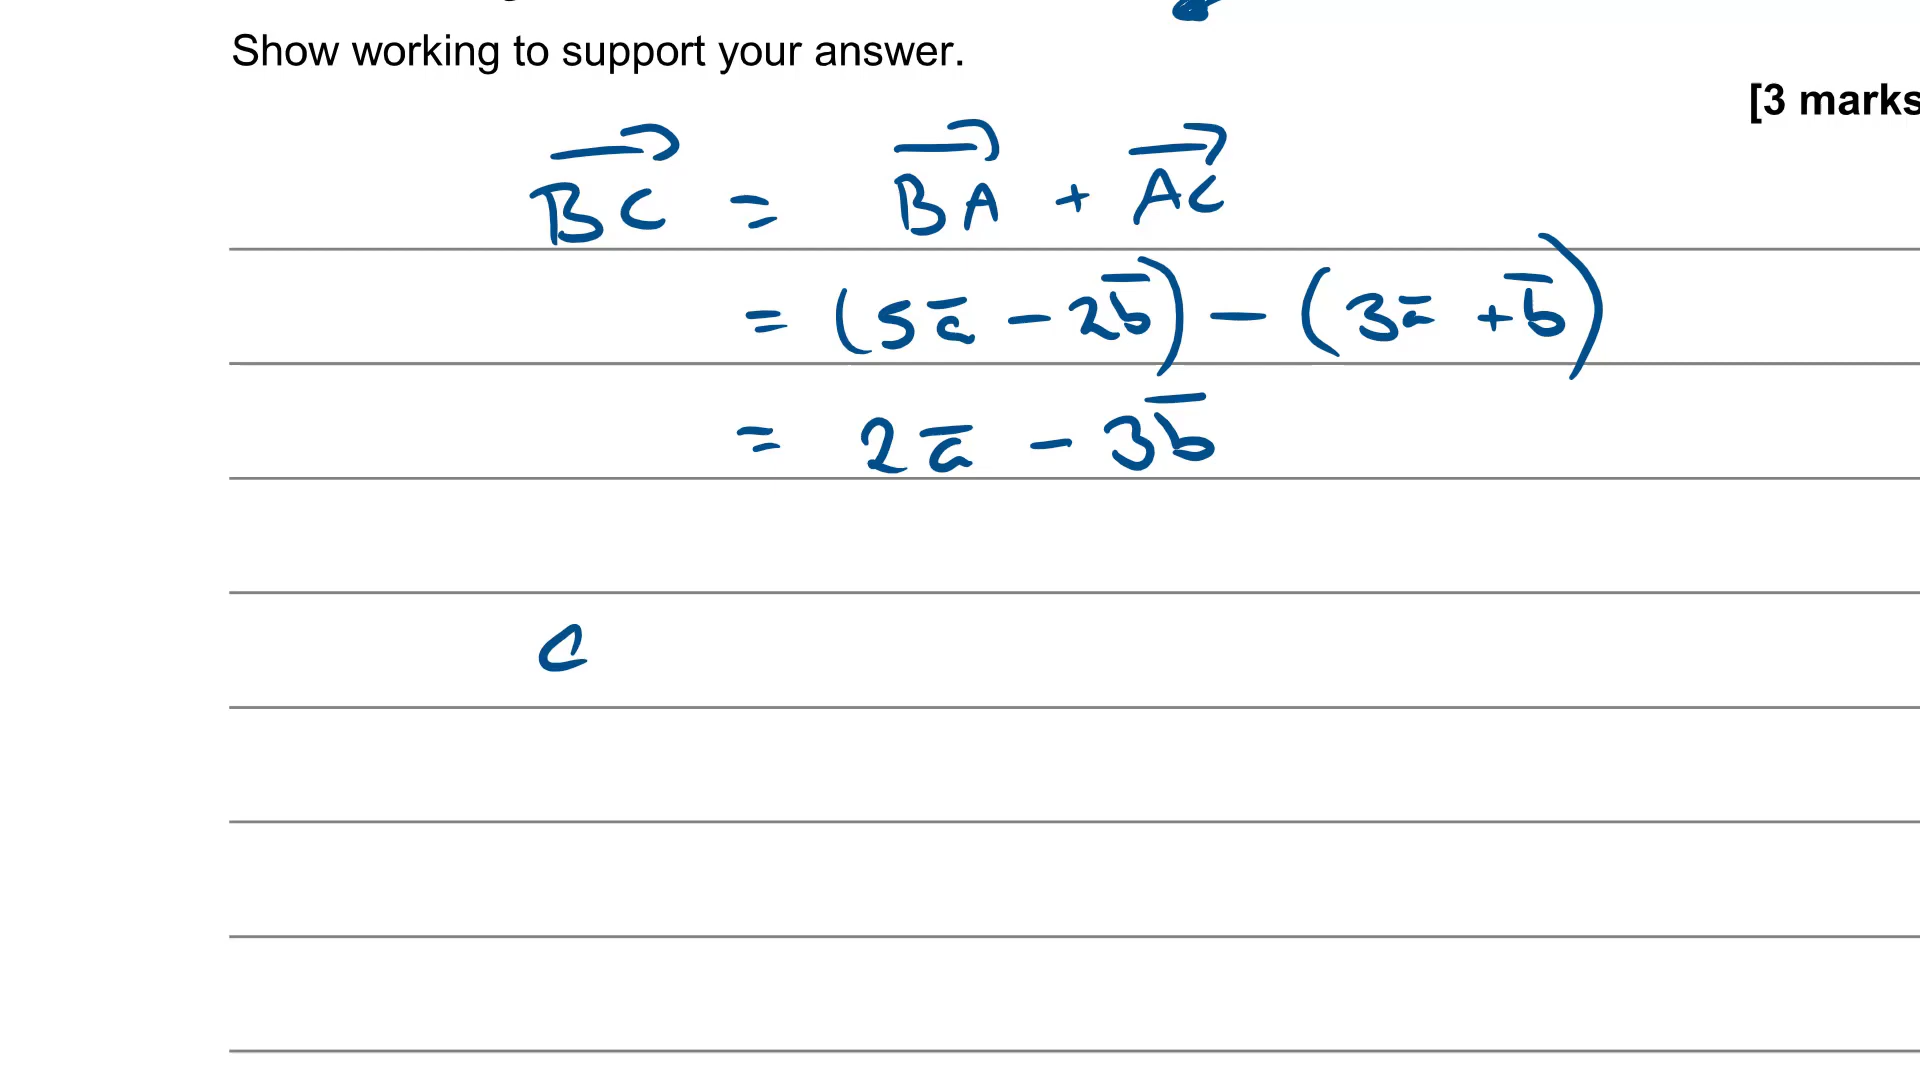 Show working to support your answer.
[3 marks
BC = BA + AC
= (5a̅ − 2b̅) − (3a̅ + b̅)
= 2a̅ − 3b̅